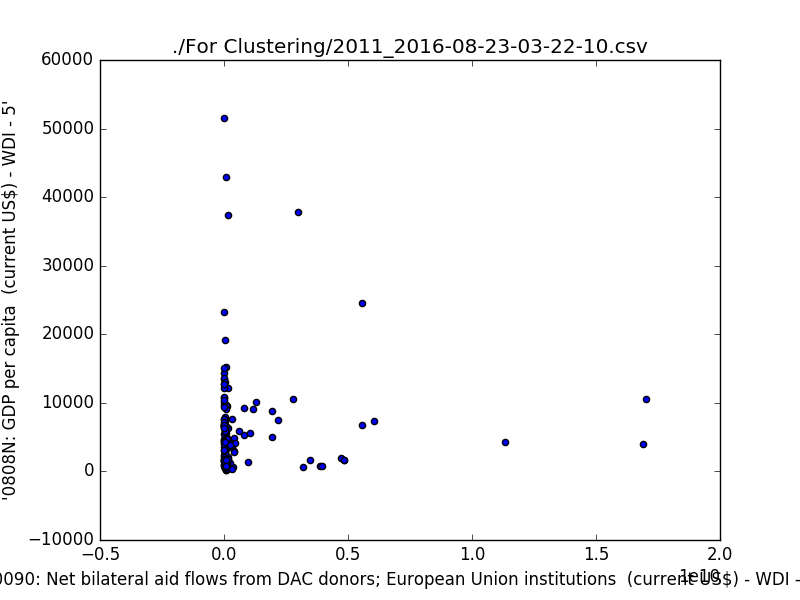 ./For Clustering/2011_2016-08-23-03-22-10.csv
60000
50000
40000
30000
20000
10000
0
−10000
'0808N: GDP per capita  (current US$) - WDI - 5'
−0.5 0.0 0.5 1.0 1.5 2.0
1e10
0090: Net bilateral aid flows from DAC donors; European Union institutions  (current US$) - WDI -